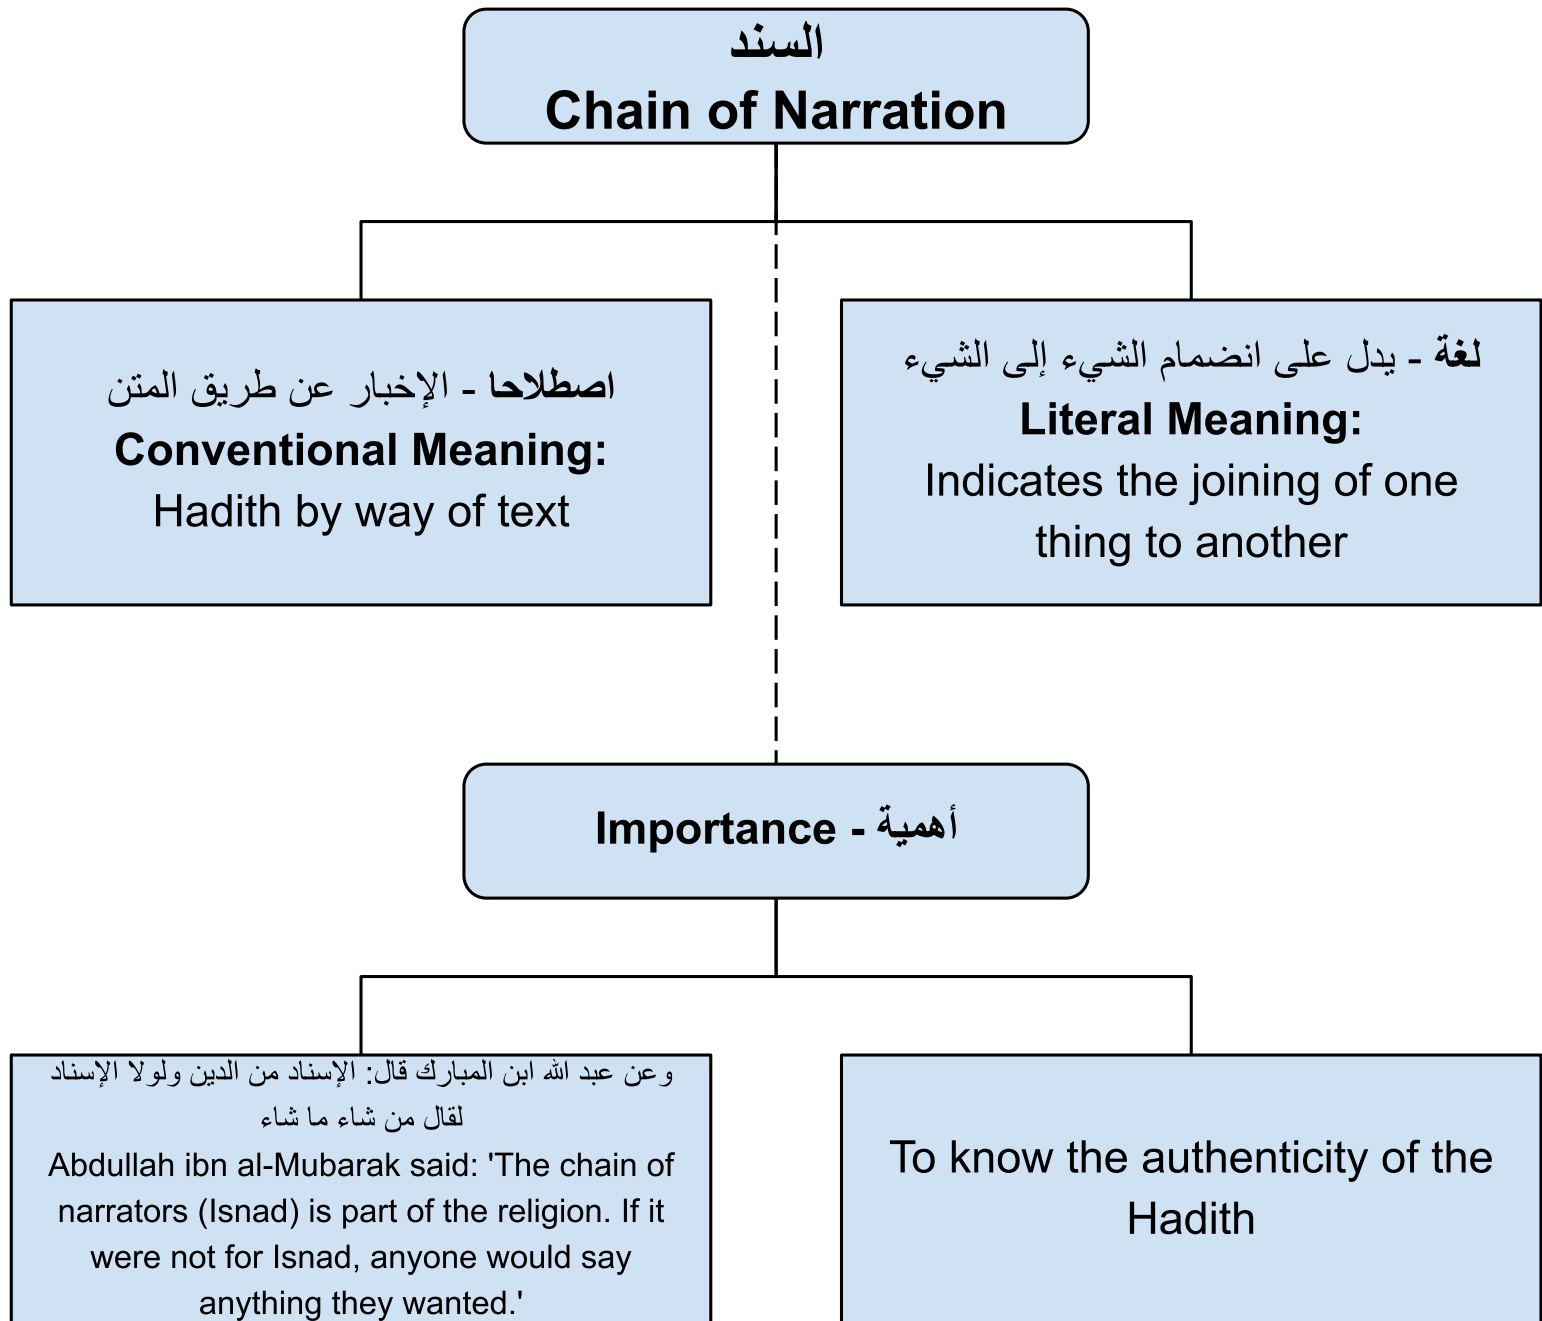 السند
Chain of Narration
اصطلاحا - الإخبار عن طريق المتن
Conventional Meaning:
Hadith by way of text
لغة - يدل على انضمام الشيء إلى الشيء
Literal Meaning:
Indicates the joining of one
thing to another
Importance - أهمية
وعن عبد الله ابن المبارك قال: الإسناد من الدين ولولا الإسناد
لقال من شاء ما شاء
Abdullah ibn al-Mubarak said: 'The chain of
narrators (Isnad) is part of the religion. If it
were not for Isnad, anyone would say
anything they wanted.'
To know the authenticity of the
Hadith